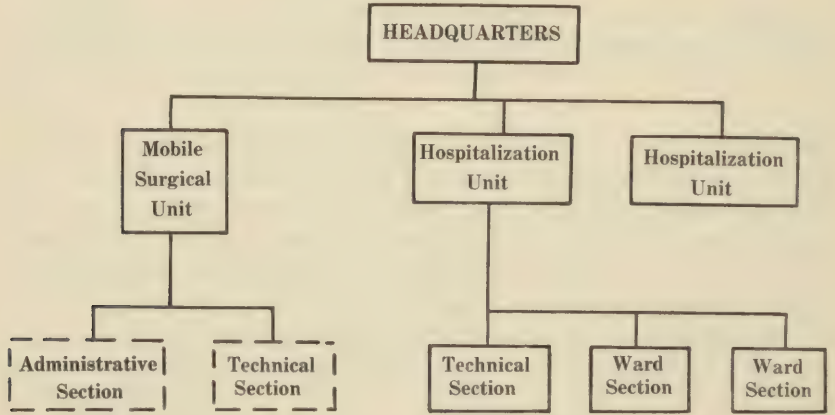 HEADQUARTERS
Mobile
Surgical
Unit
Hospitalization
Unit
Hospitalization
Unit
Administrative
Section
Technical
Section
Technical
Section
Ward
Section
Ward
Section